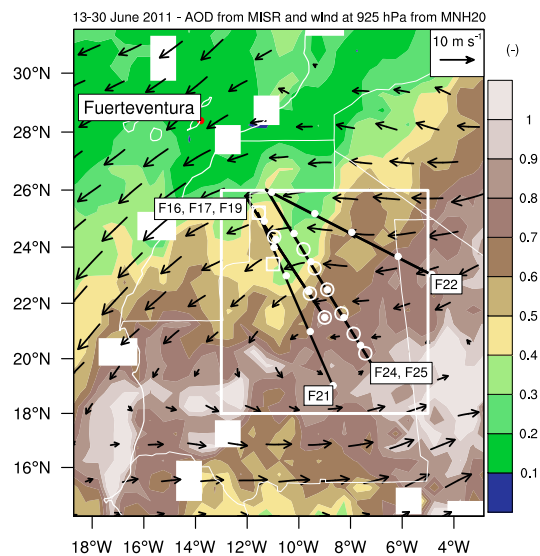 13-30 June 2011 - AOD from MISR and wind at 925 hPa from MNH20
10 m s⁻¹
(-)
30°N
28°N
26°N
24°N
22°N
20°N
18°N
16°N
Fuerteventura
F16, F17, F19
F22
F24, F25
F21
1
0.9
0.8
0.7
0.6
0.5
0.4
0.3
0.2
0.1
18°W 16°W 14°W 12°W 10°W 8°W 6°W 4°W